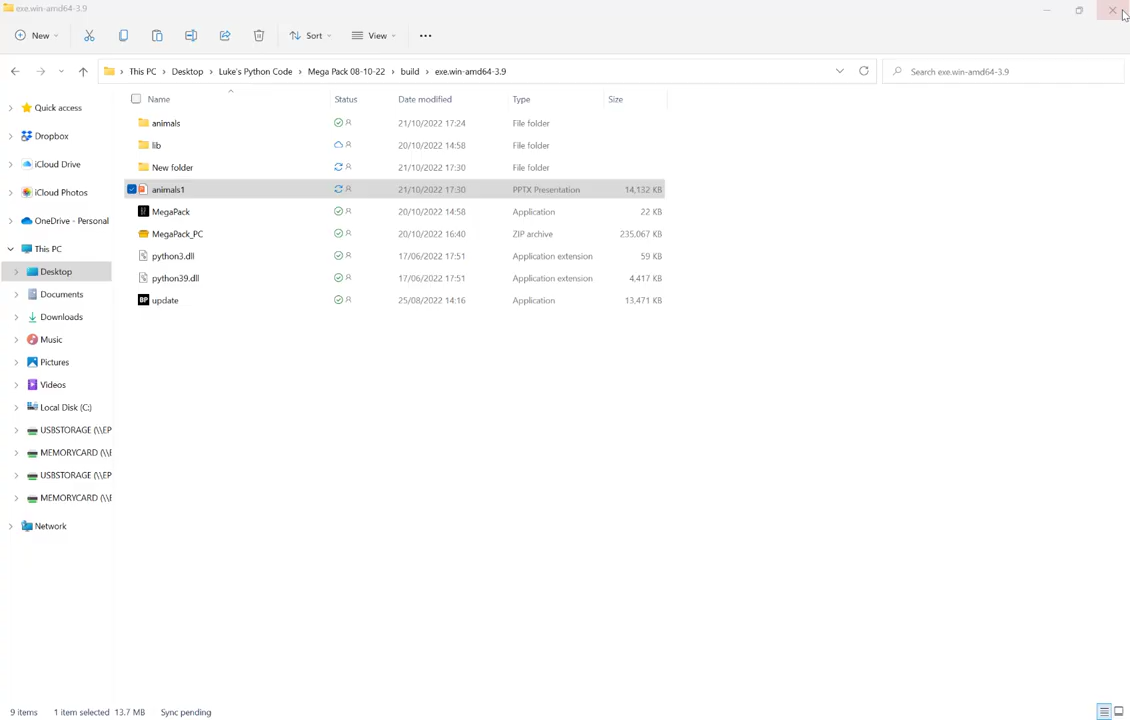 exe.win-amd64-3.9
New
Sort
View
This PC > Desktop > Luke's Python Code > Mega Pack 08-10-22 > build > exe.win-amd64-3.9
Search exe.win-amd64-3.9
Name Status Date modified Type Size
animals 21/10/2022 17:24 File folder
lib 20/10/2022 14:58 File folder
New folder 21/10/2022 17:30 File folder
animals1 21/10/2022 17:30 PPTX Presentation 14,132 KB
MegaPack 20/10/2022 14:58 Application 22 KB
MegaPack_PC 20/10/2022 16:40 ZIP archive 235,067 KB
python3.dll 17/06/2022 17:51 Application extension 59 KB
python39.dll 17/06/2022 17:51 Application extension 4,417 KB
BP update 25/08/2022 14:16 Application 13,471 KB
Quick access
Dropbox
iCloud Drive
iCloud Photos
OneDrive - Personal
This PC
Desktop
Documents
Downloads
Music
Pictures
Videos
Local Disk (C:)
USBSTORAGE (\\EP
MEMORYCARD (\\E
USBSTORAGE (\\EP
MEMORYCARD (\\E
Network
9 items 1 item selected 13.7 MB Sync pending